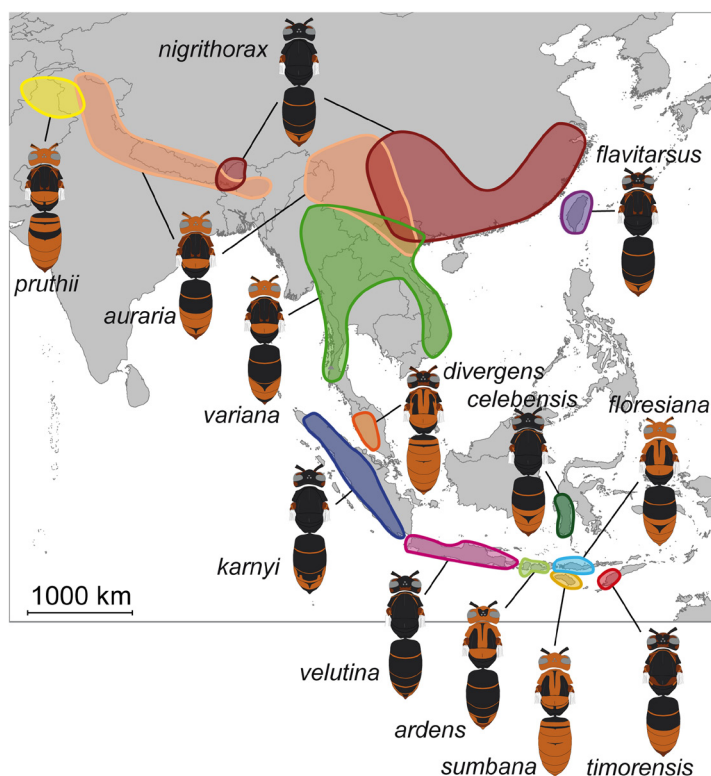 nigrithorax
flavitarsus
pruthii
auraria
variana
divergens
celebensis
floresiana
karnyi
1000 km
velutina
ardens
sumbana
timorensis